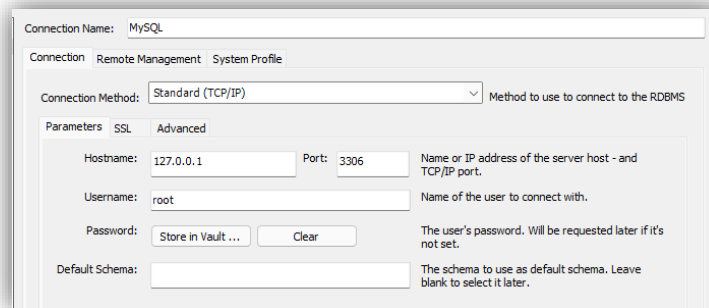 Connection Name: MySQL
Connection Remote Management System Profile
Connection Method: Standard (TCP/IP) Method to use to connect to the RDBMS
Parameters SSL Advanced
Hostname: 127.0.0.1 Port: 3306 Name or IP address of the server host - and
TCP/IP port.
Username: root Name of the user to connect with.
Password: Store in Vault ... Clear The user's password. Will be requested later if it's
not set.
Default Schema: The schema to use as default schema. Leave
blank to select it later.